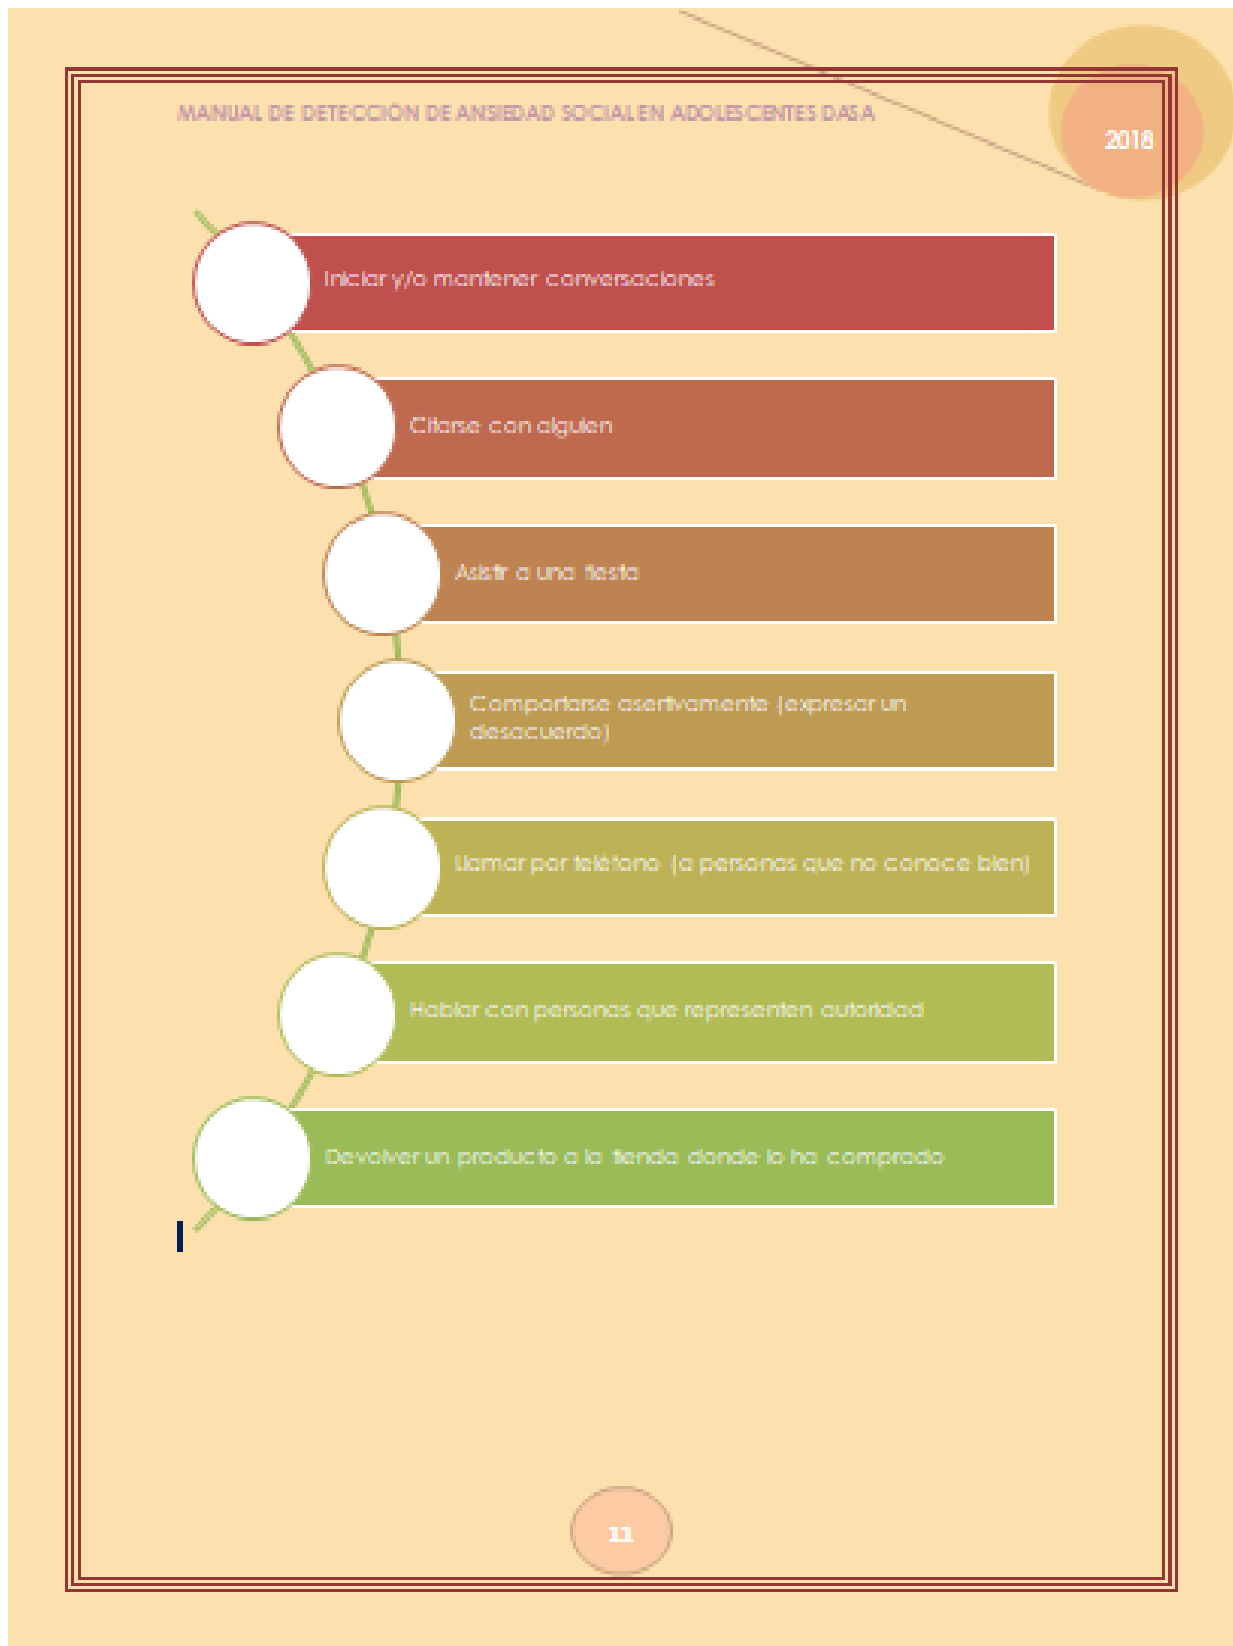 MANUAL DE DETECCIÓN DE ANSIEDAD SOCIAL EN ADOLESCENTES DASA
2018
Iniciar y/o mantener conversaciones
Citarse con alguien
Asistir a una fiesta
Comportarse asertivamente (expresar un
desacuerdo)
Llamar por teléfono (a personas que no conoce bien)
Hablar con personas que representen autoridad
Devolver un producto a la tienda donde lo ha comprado
11